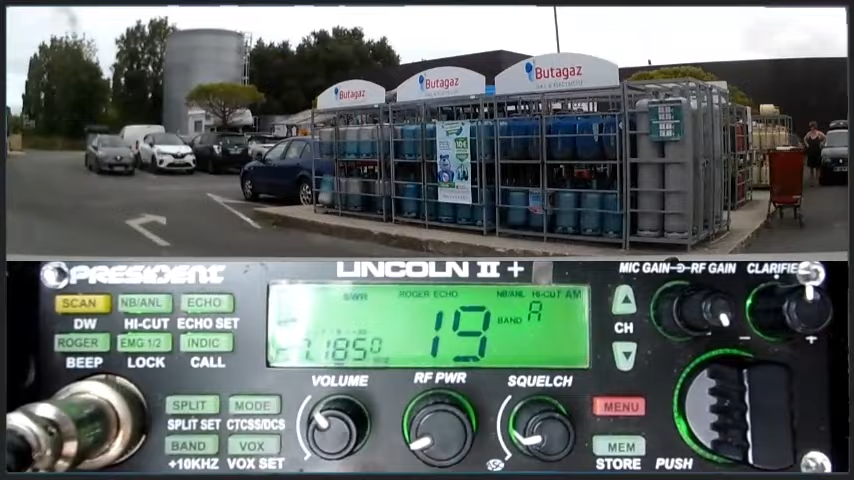 Butagaz
Butagaz
Butagaz
PRESIDENT
LINCOLN II +
MIC GAIN RF GAIN CLARIFIER
SCAN NB/ANL ECHO
DW HI-CUT ECHO SET
ROGER EMG 1/2 INDIC
BEEP LOCK CALL
SWR ROGER ECHO NB/ANL HI-CUT AM
19 BAND A
27.1850
CH
VOLUME RF PWR SQUELCH
SPLIT MODE
SPLIT SET CTCSS/DCS
BAND VOX
+10KHZ VOX SET
MENU
MEM
STORE PUSH
- +